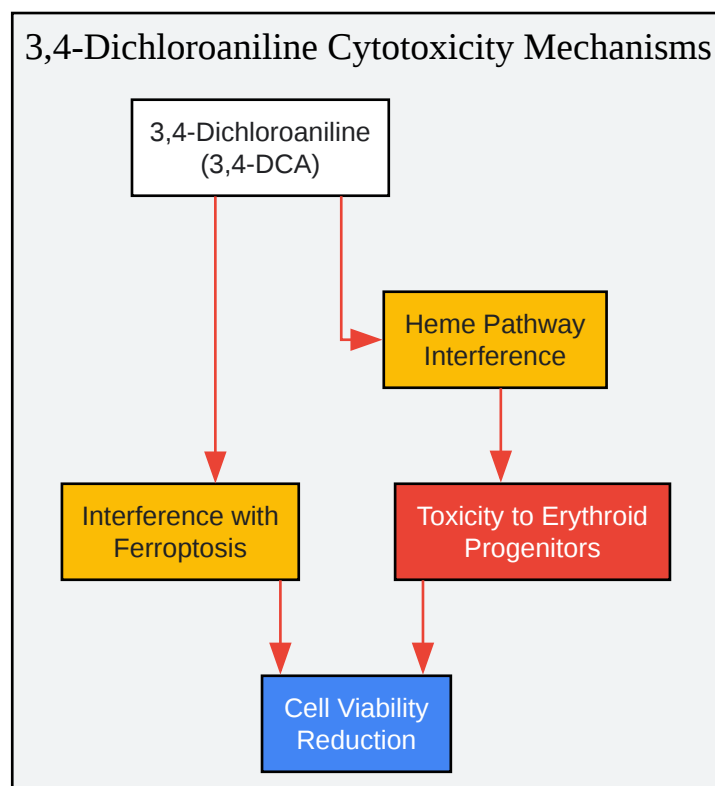 3,4-Dichloroaniline Cytotoxicity Mechanisms
3,4-Dichloroaniline
(3,4-DCA)
Heme Pathway
Interference
Interference with
Ferroptosis
Toxicity to Erythroid
Progenitors
Cell Viability
Reduction